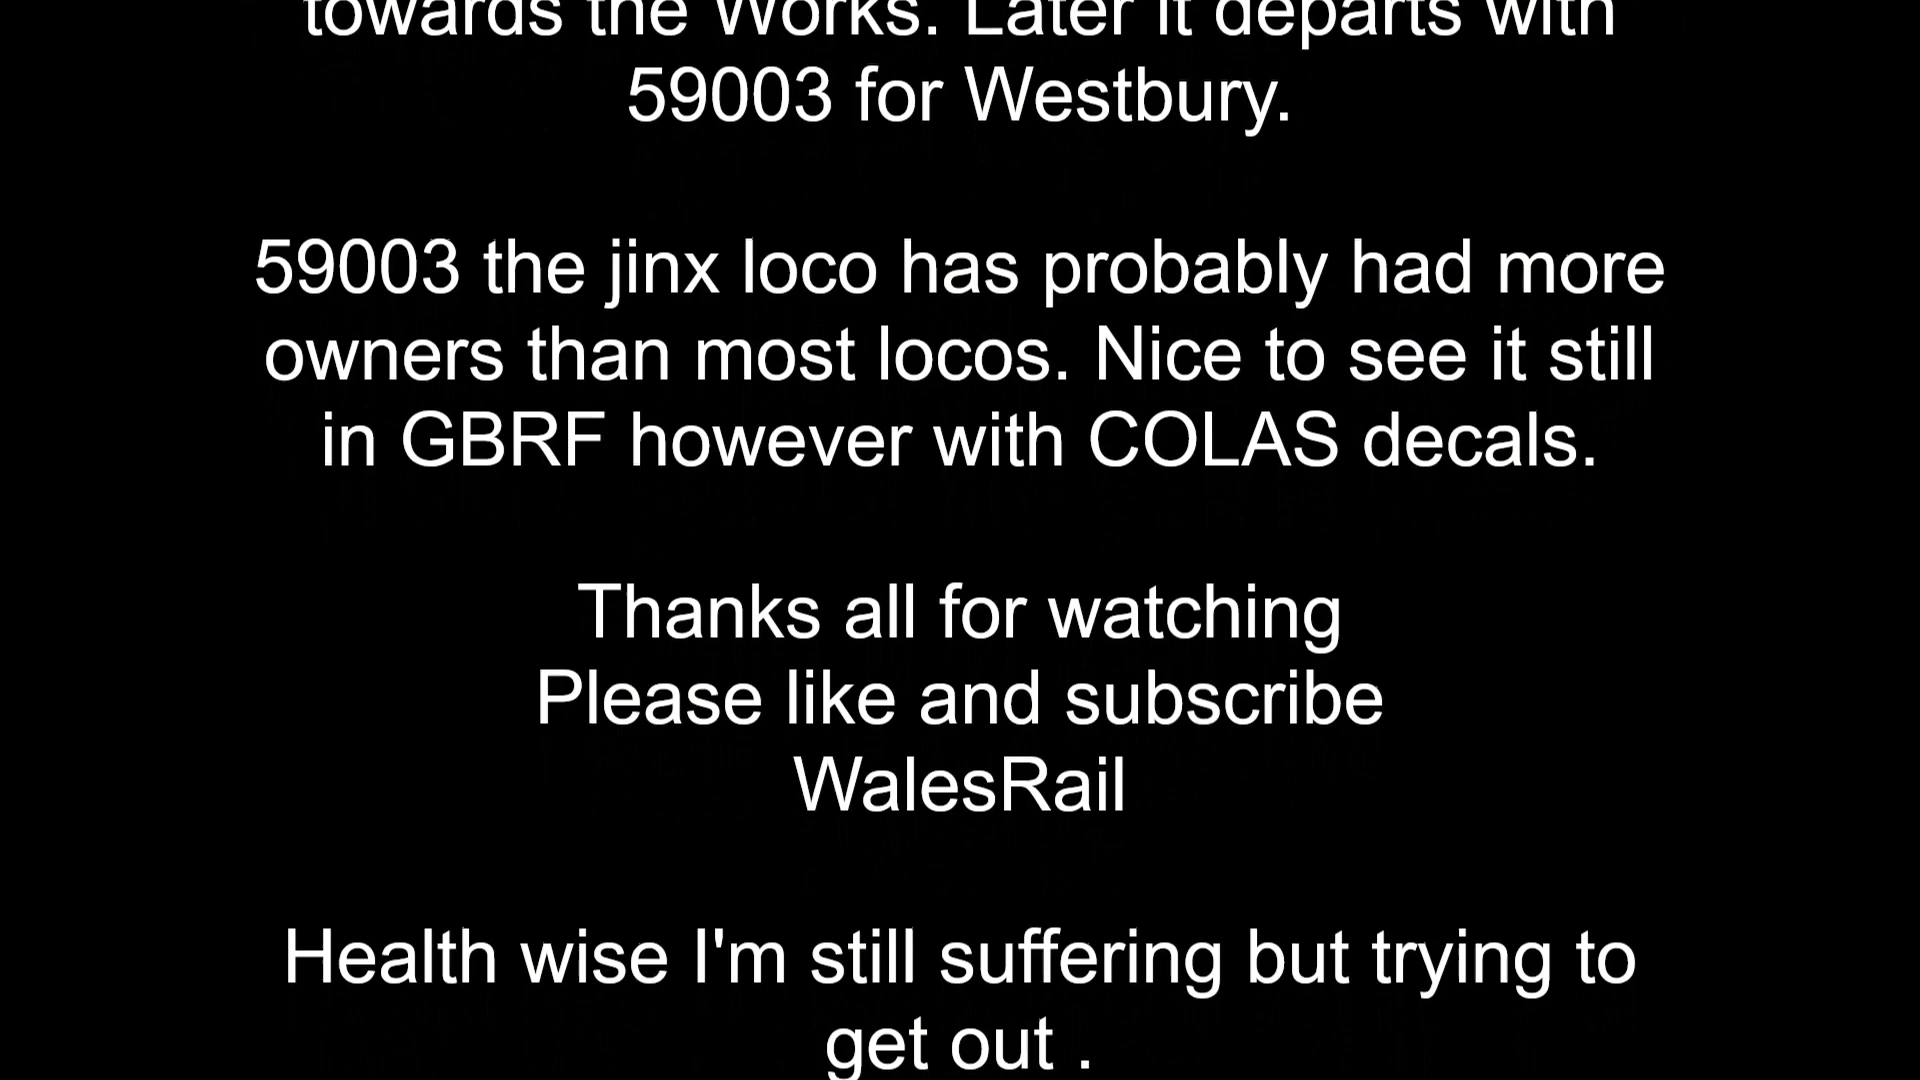 towards the Works. Later it departs with
59003 for Westbury.
59003 the jinx loco has probably had more
owners than most locos. Nice to see it still
in GBRF however with COLAS decals.
Thanks all for watching
Please like and subscribe
WalesRail
Health wise I'm still suffering but trying to
get out .